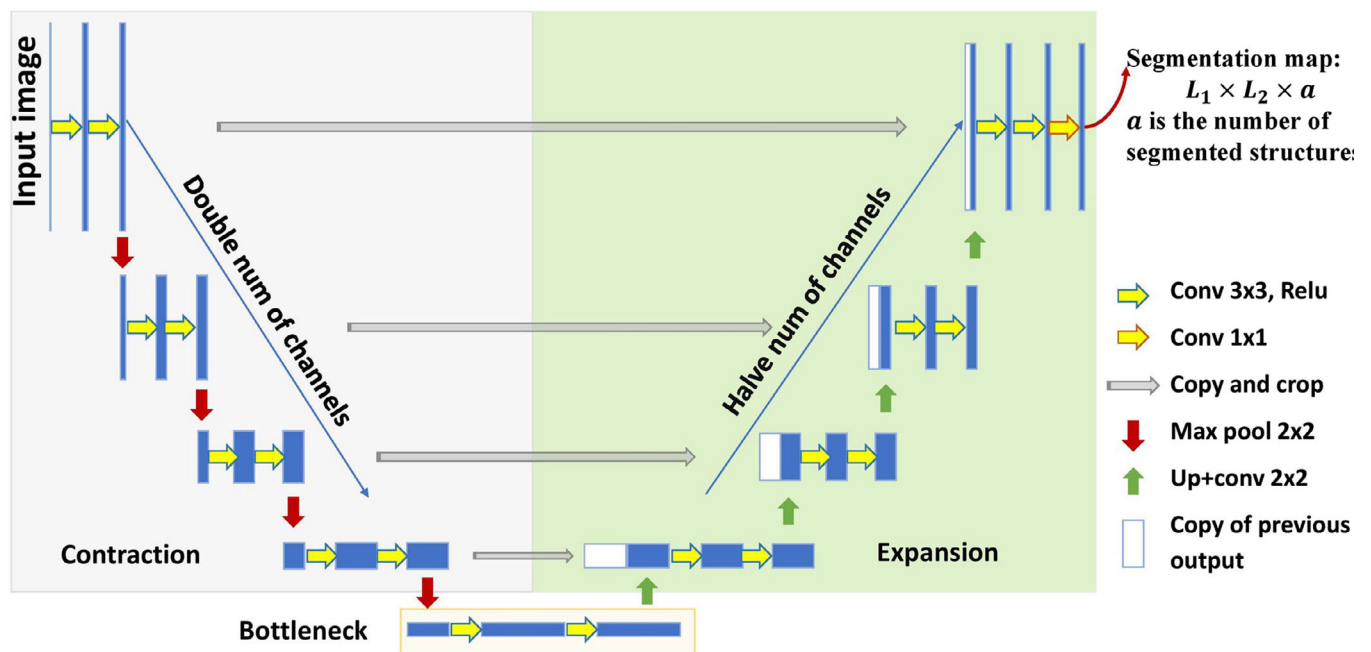 Input image
Double num of channels
Contraction
Bottleneck
Halve num of channels
Expansion
Segmentation map:
L₁ × L₂ × a
a is the number of
segmented structures
Conv 3x3, Relu
Conv 1x1
Copy and crop
Max pool 2x2
Up+conv 2x2
Copy of previous
output